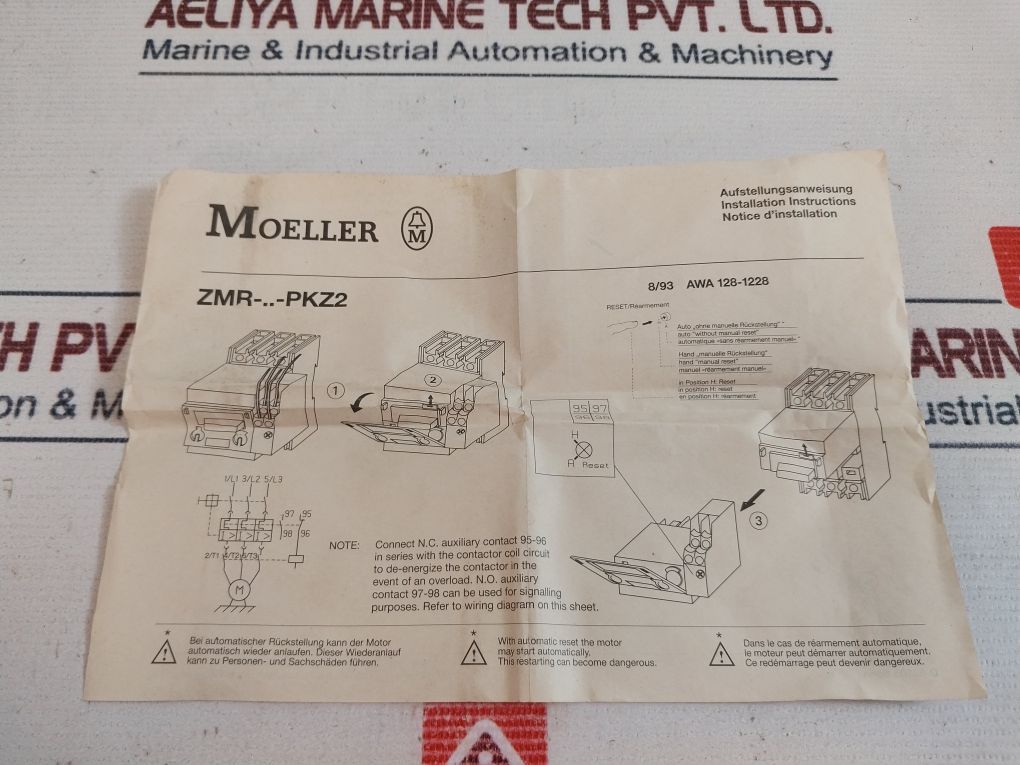 AELIYA MARINE TECH PVT. LTD.
Marine & Industrial Automation & Machinery
MOELLER
M
Aufstellungsanweisung
Installation Instructions
Notice d'installation
ZMR-..-PKZ2
8/93 AWA 128-1228
RESET/Réarmement
Auto „ohne manuelle Rückstellung" *
auto "without manual reset" *
automatique «sans réarmement manuel» *
Hand „manuelle Rückstellung"
hand "manual reset"
manuel «réarmement manuel»
in Position H: Reset
in position H: reset
en position H: réarmement
A
1
2
95 97
96 98
H
A Reset
3
1/L1 3/L2 5/L3
97 95
98 96
2/T1 4/T2 6/T3
M
NOTE: Connect N.C. auxiliary contact 95-96
in series with the contactor coil circuit
to de-energize the contactor in the
event of an overload. N.O. auxiliary
contact 97-98 can be used for signalling
purposes. Refer to wiring diagram on this sheet.
* Bei automatischer Rückstellung kann der Motor
automatisch wieder anlaufen. Dieser Wiederanlauf
kann zu Personen- und Sachschäden führen.
* With automatic reset the motor
may start automatically.
This restarting can become dangerous.
* Dans le cas de réarmement automatique,
le moteur peut démarrer automatiquement.
Ce redémarrage peut devenir dangereux.
H PV
ARIN
on & M
dustrial